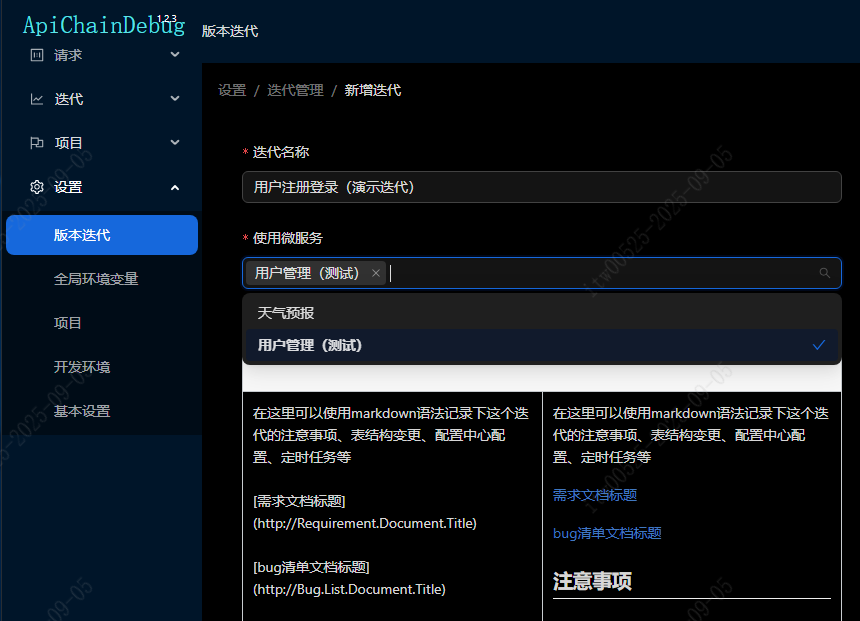 ApiChainDebug
1.2.3
版本迭代
请求
迭代
项目
设置
版本迭代
全局环境变量
项目
开发环境
基本设置
设置 / 迭代管理 / 新增迭代
* 迭代名称
用户注册登录（演示迭代）
* 使用微服务
用户管理（测试） ×
天气预报
用户管理（测试）
在这里可以使用markdown语法记录下这个迭
代的注意事项、表结构变更、配置中心配
置、定时任务等
[需求文档标题]
(http://Requirement.Document.Title)
[bug清单文档标题]
(http://Bug.List.Document.Title)
在这里可以使用markdown语法记录下这个迭
代的注意事项、表结构变更、配置中心配
置、定时任务等
需求文档标题
bug清单文档标题
注意事项
itw00525-2025-09-05